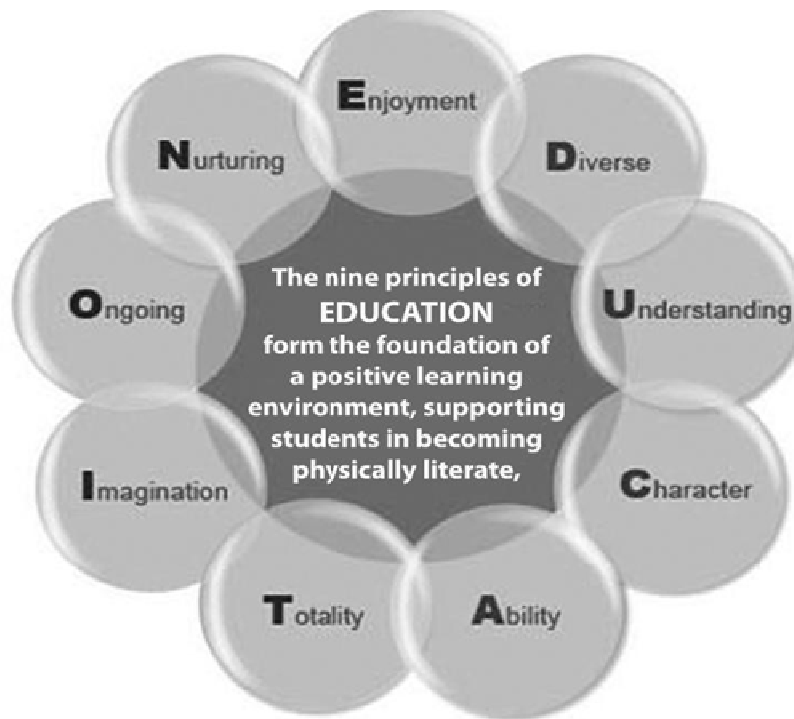 Enjoyment
Diverse
Understanding
Character
Ability
Totality
Imagination
Ongoing
Nurturing
The nine principles of
EDUCATION
form the foundation of
a positive learning
environment, supporting
students in becoming
physically literate,